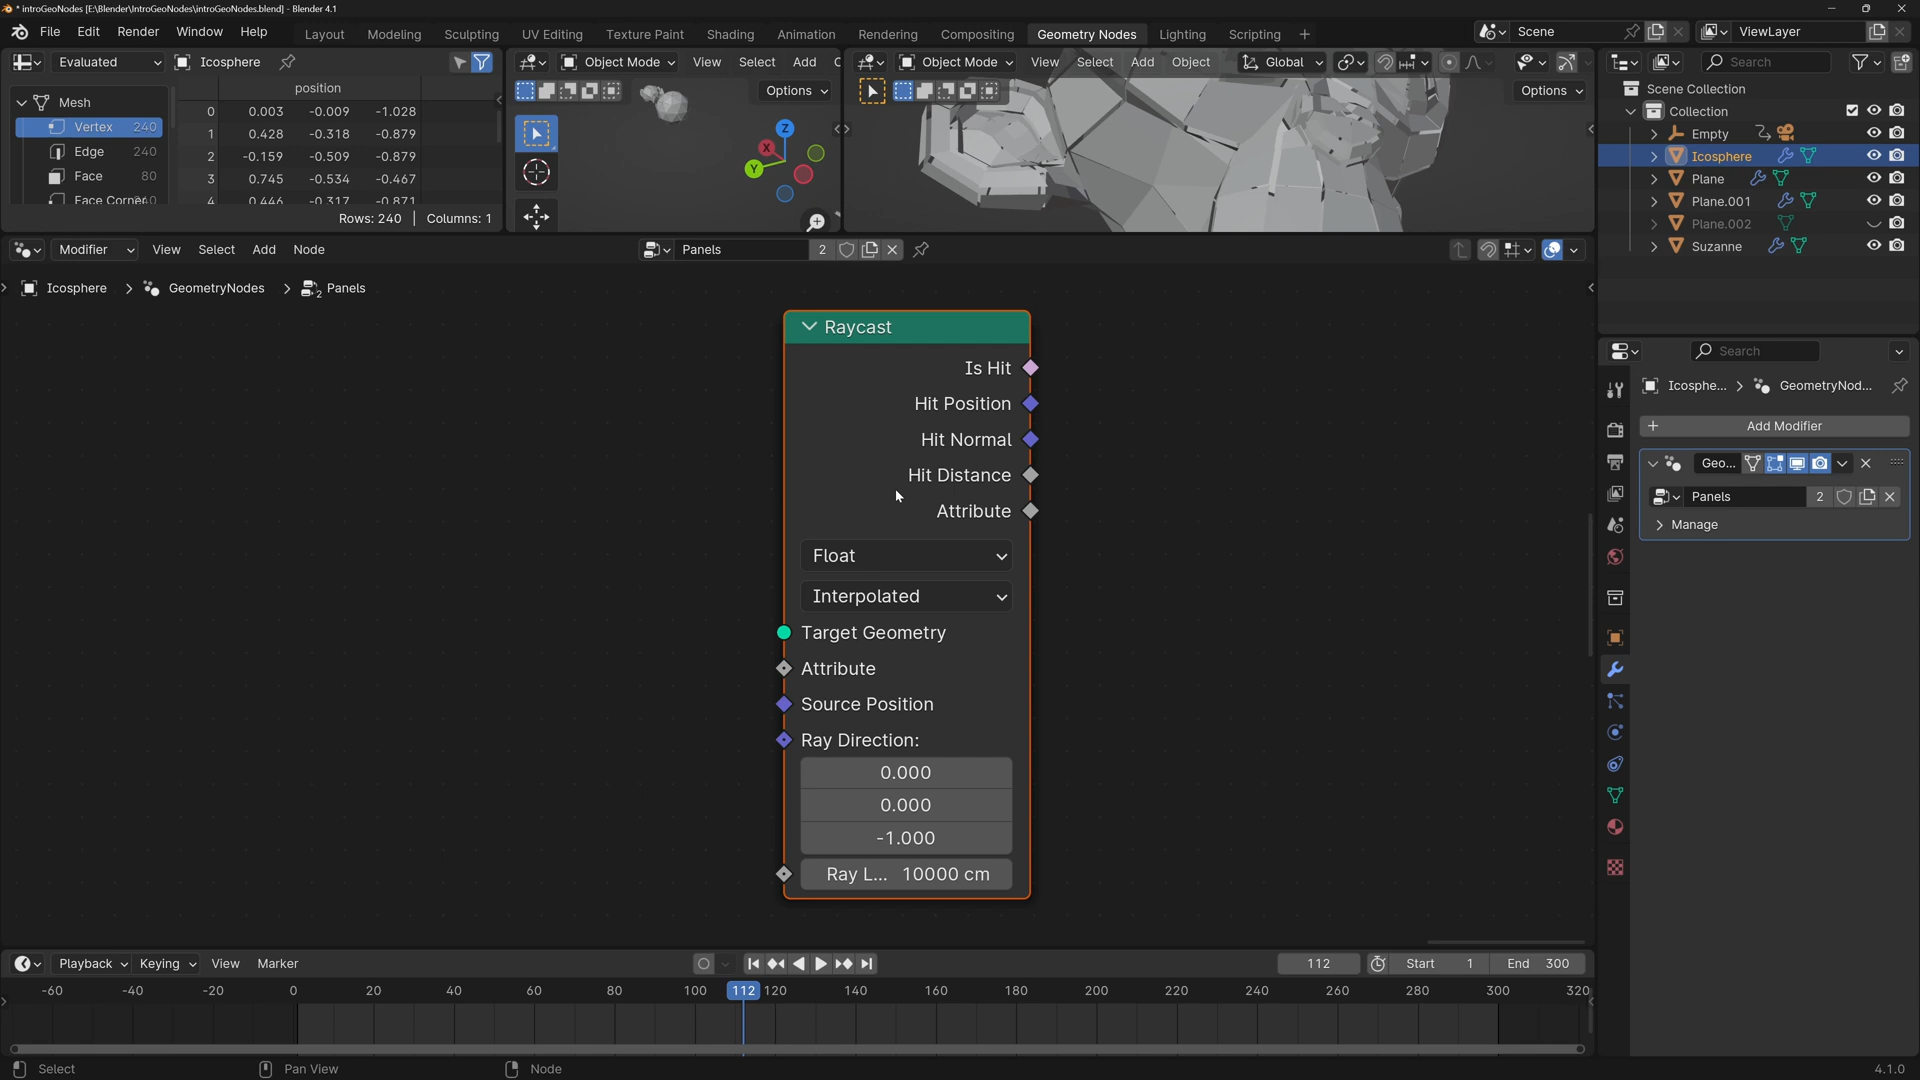 * introGeoNodes [E:\Blender\IntroGeoNodes\introGeoNodes.blend] - Blender 4.1
File Edit Render Window Help Layout Modeling Sculpting UV Editing Texture Paint Shading Animation Rendering Compositing Geometry Nodes Lighting Scripting + Scene ViewLayer
Evaluated Icosphere Object Mode View Select Add Object Mode View Select Add Object Global Search
position Options Options Scene Collection
Mesh 0 0.003 -0.009 -1.028 Collection
Vertex 240 1 0.428 -0.318 -0.879 Z X Y Empty
Edge 240 2 -0.159 -0.509 -0.879 Icosphere
Face 80 3 0.745 -0.534 -0.467 Plane
Face Corner 4 0.446 -0.317 -0.871 Plane.001
Rows: 240 | Columns: 1 Plane.002
Suzanne
Modifier View Select Add Node Panels 2
Icosphere > GeometryNodes > Panels
Raycast
Is Hit
Hit Position
Hit Normal
Hit Distance
Attribute
Float
Interpolated
Target Geometry
Attribute
Source Position
Ray Direction:
0.000
0.000
-1.000
Ray L... 10000 cm
Search
Icosphe... > GeometryNod...
+ Add Modifier
Geo...
Panels 2
Manage
Playback Keying View Marker 112 Start 1 End 300
-60 -40 -20 0 20 40 60 80 100 112 120 140 160 180 200 220 240 260 280 300 320
Select Pan View Node 4.1.0